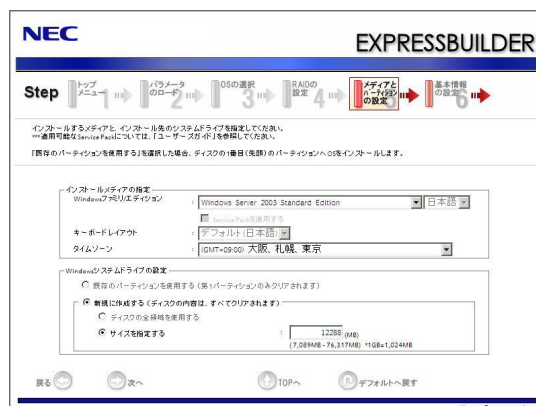 NEC
EXPRESSBUILDER
Step
トップメニュー 1
パラメータのロード 2
OSの選択 3
RAIDの設定 4
メディアとパーティションの設定 5
基本情報の設定 6
インストールするメディアと、インストール先のシステムドライブを指定してください。
***適用可能なService Packについては、「ユーザーズガイド」を参照してください。
「既存のパーティションを使用する」を選択した場合、ディスクの1番目(先頭)のパーティションへOSをインストールします。
インストールメディアの指定
Windowsファミリ/エディション : Windows Server 2003 Standard Edition 日本語
Service Packを適用する
キーボードレイアウト : デフォルト(日本語)
タイムゾーン : (GMT+09:00) 大阪、札幌、東京
Windowsシステムドライブの設定
既存のパーティションを使用する (第1パーティションのみクリアされます)
新規に作成する (ディスクの内容は、すべてクリアされます)
ディスクの全領域を使用する
サイズを指定する : 12288 (MB)
(7,089MB - 76,317MB) *1GB=1,024MB
戻る
次へ
TOPへ
デフォルトへ戻す